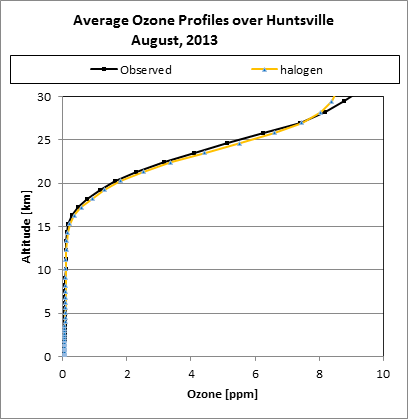 Average Ozone Profiles over Huntsville
August, 2013
Observed
halogen
30
25
20
15
10
5
0
Altitude [km]
0 2 4 6 8 10
Ozone [ppm]